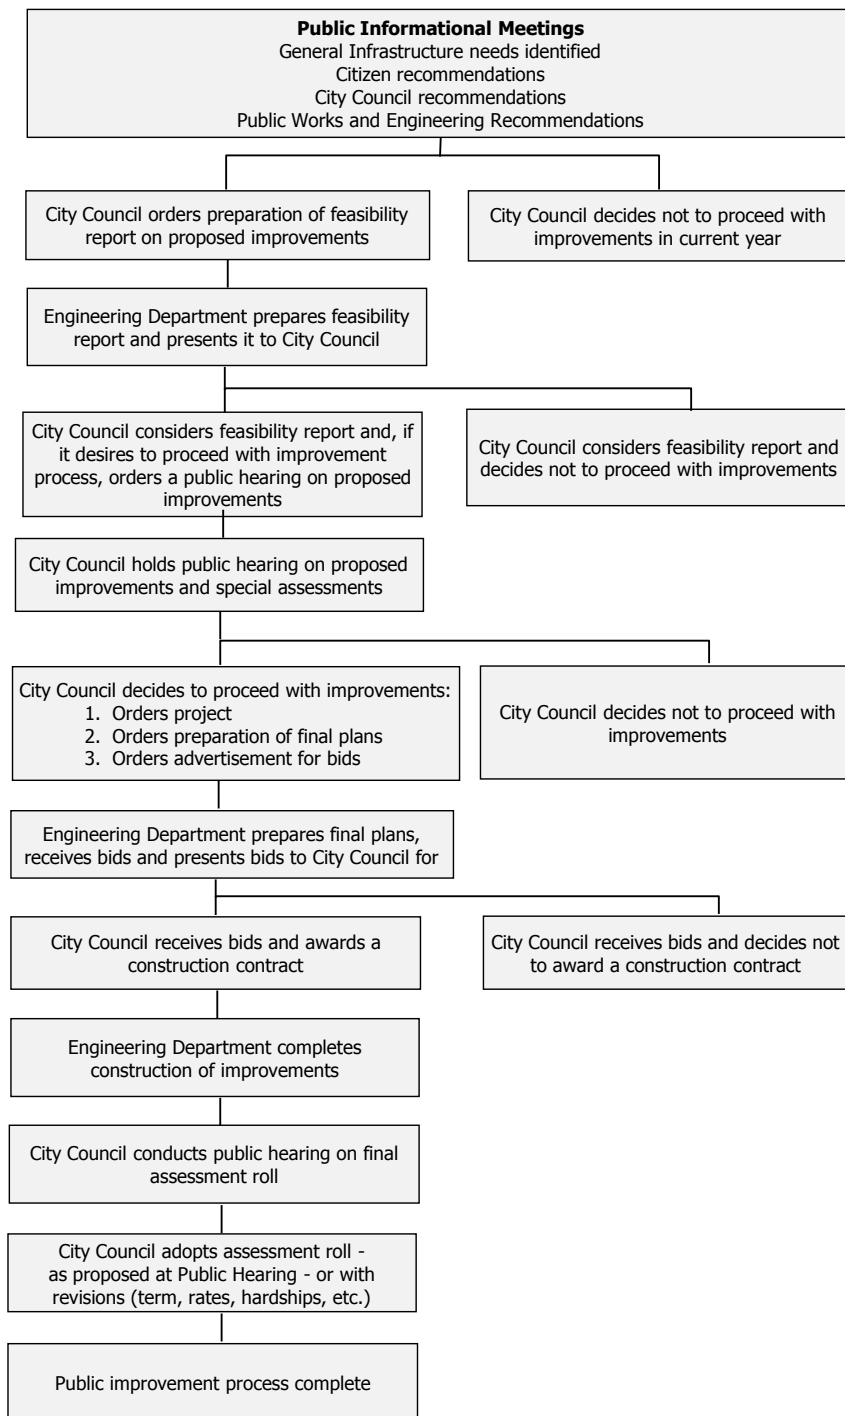 Public Informational Meetings
General Infrastructure needs identified
Citizen recommendations
City Council recommendations
Public Works and Engineering Recommendations
City Council orders preparation of feasibility
report on proposed improvements
City Council decides not to proceed with
improvements in current year
Engineering Department prepares feasibility
report and presents it to City Council
City Council considers feasibility report and, if
it desires to proceed with improvement
process, orders a public hearing on proposed
improvements
City Council considers feasibility report and
decides not to proceed with improvements
City Council holds public hearing on proposed
improvements and special assessments
City Council decides to proceed with improvements:
1. Orders project
2. Orders preparation of final plans
3. Orders advertisement for bids
City Council decides not to proceed with
improvements
Engineering Department prepares final plans,
receives bids and presents bids to City Council for
City Council receives bids and awards a
construction contract
City Council receives bids and decides not
to award a construction contract
Engineering Department completes
construction of improvements
City Council conducts public hearing on final
assessment roll
City Council adopts assessment roll -
as proposed at Public Hearing - or with
revisions (term, rates, hardships, etc.)
Public improvement process complete